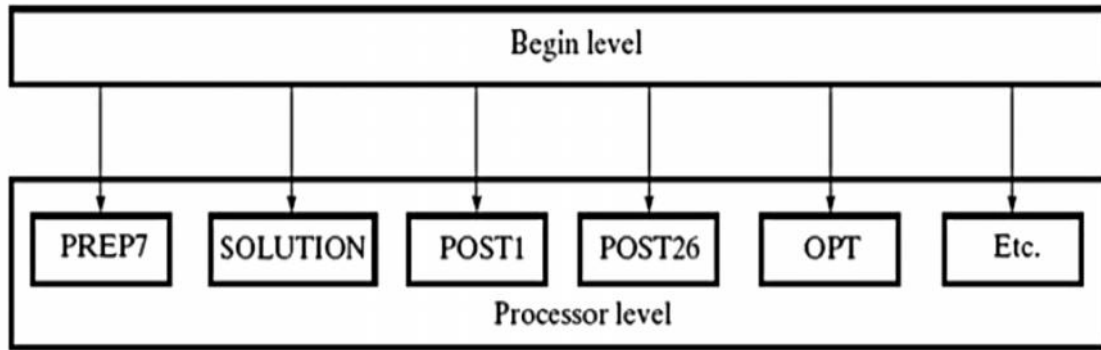 Begin level
PREP7 SOLUTION POST1 POST26 OPT Etc.
Processor level